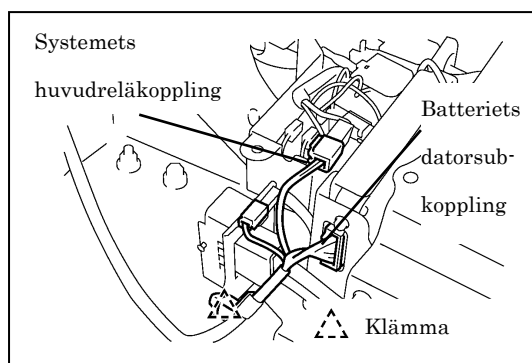 Systemets
huvudreläkoppling
Batteriets
datorsub-
koppling
Klämma